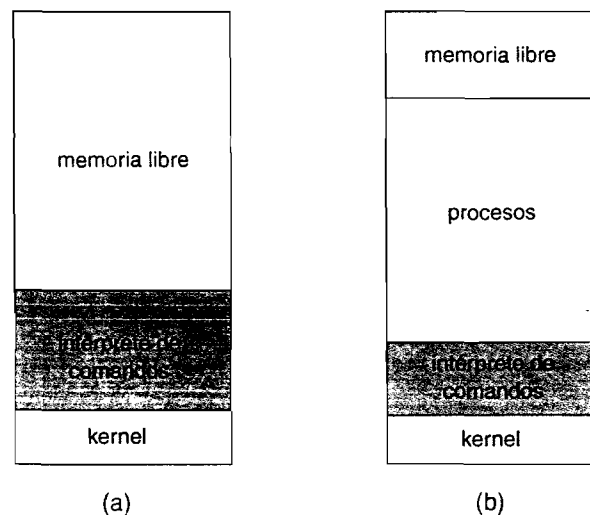 memoria libre
intérprete de
comandos
kernel
(a)
memoria libre
procesos
intérprete de
comandos
kernel
(b)